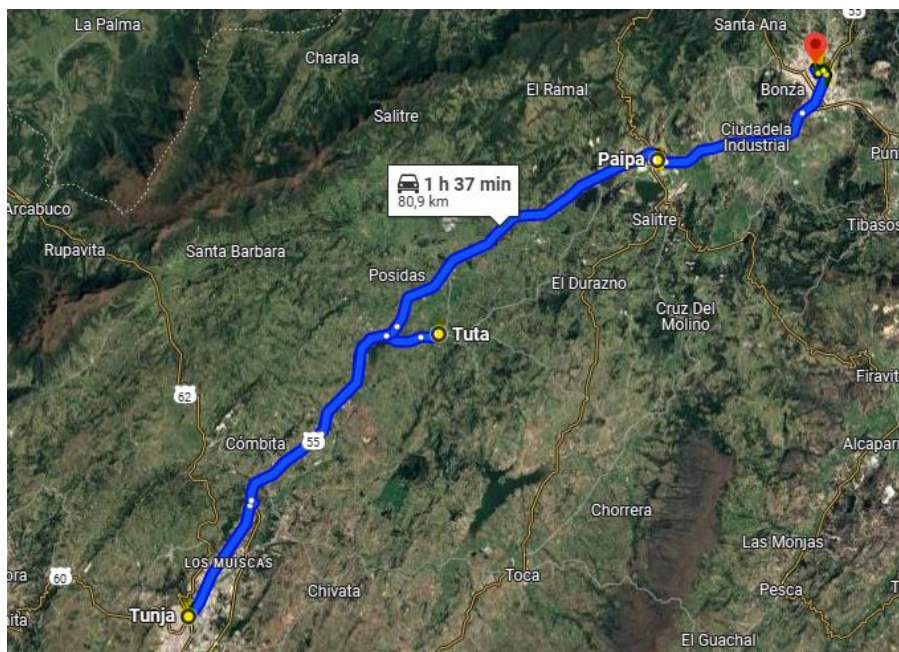 La Palma
Santa Ana
55
Charala
El Ramal
Bonza
Salitre
Ciudadela
Industrial
Paipa
1 h 37 min
80,9 km
Arcabuco
Salitre
Tibasos
Rupavita
Santa Barbara
Posidas
El Durazno
Cruz Del
Molino
Tuta
Firavit
62
Cómbita
55
Alcapar
Chorrera
LOS MUISCAS
Las Monjas
60
Chivata
Toca
Pesca
Tunja
El Guachal